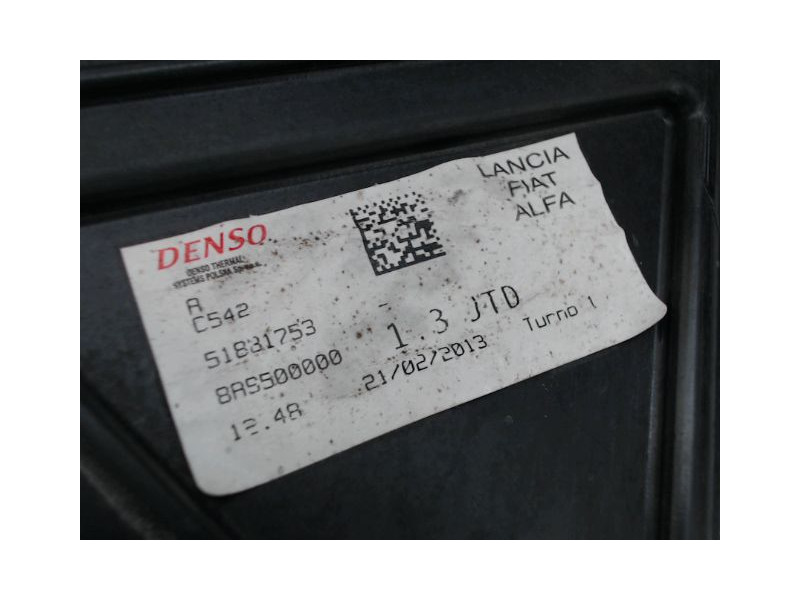 DENSO
DENSO THERMAL
SYSTEMS POLSKA Sp. z o.o.
LANCIA
FIAT
ALFA
A
C542
51831753
8AS500000
12.48
1.3 JTD
21/02/2013
Turno 1